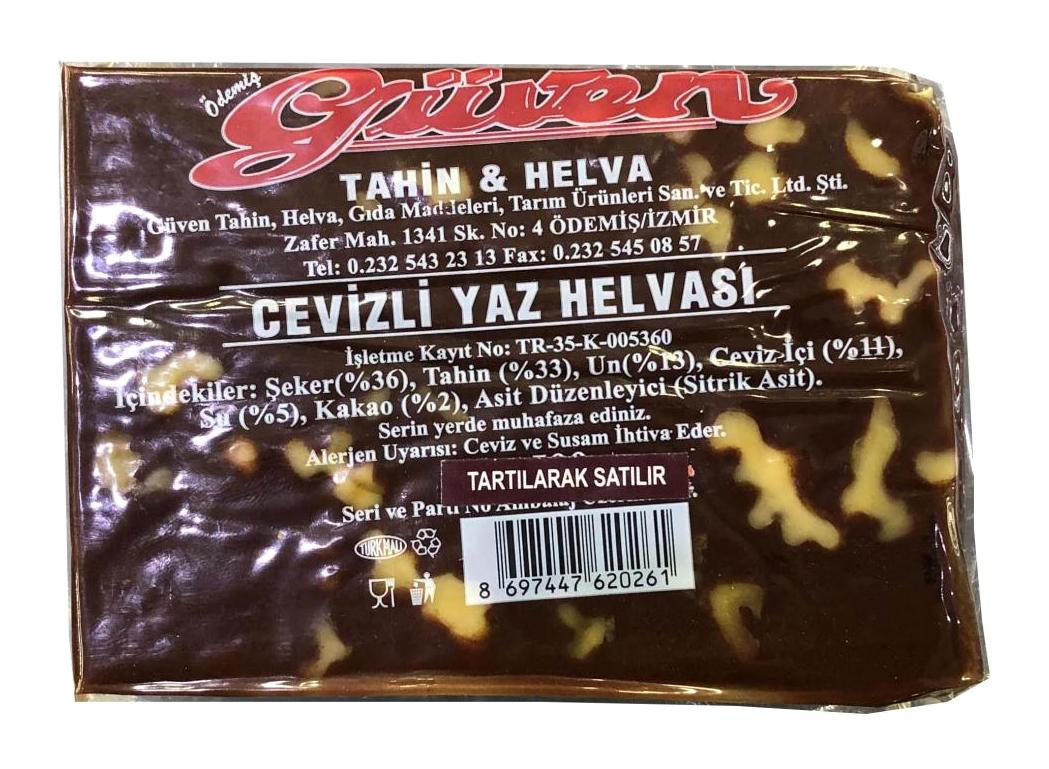 Ödemiş
Güven
TAHİN & HELVA
Güven Tahin, Helva, Gıda Maddeleri, Tarım Ürünleri San. ve Tic. Ltd. Şti.
Zafer Mah. 1341 Sk. No: 4 ÖDEMİŞ/İZMİR
Tel: 0.232 543 23 13 Fax: 0.232 545 08 57
CEVİZLİ YAZ HELVASI
İşletme Kayıt No: TR-35-K-005360
İçindekiler: Şeker(%36), Tahin (%33), Un(%13), Ceviz İçi (%11),
Su (%5), Kakao (%2), Asit Düzenleyici (Sitrik Asit).
Serin yerde muhafaza ediniz.
Alerjen Uyarısı: Ceviz ve Susam İhtiva Eder.
TARTILARAK SATILIR
Seri ve Parti No Ambalaj
TÜRK MALI
8 697447 620261